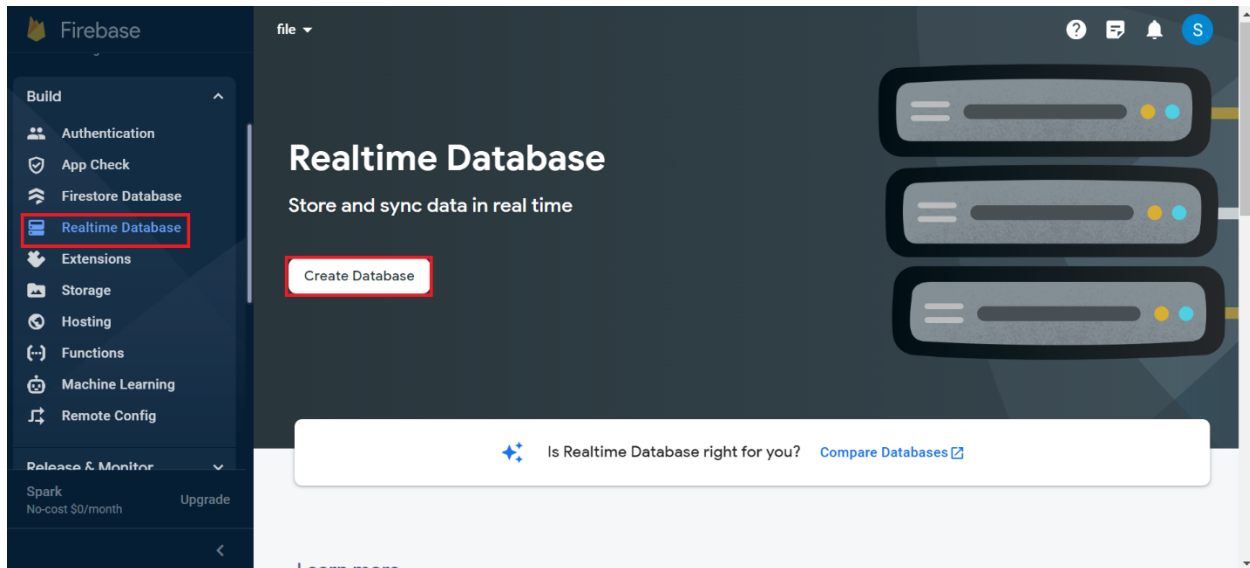 Firebase
file
S
Build
Authentication
App Check
Firestore Database
Realtime Database
Extensions
Storage
Hosting
Functions
Machine Learning
Remote Config
Release & Monitor
Spark
No-cost $0/month
Upgrade
Realtime Database
Store and sync data in real time
Create Database
Is Realtime Database right for you? Compare Databases
Learn more